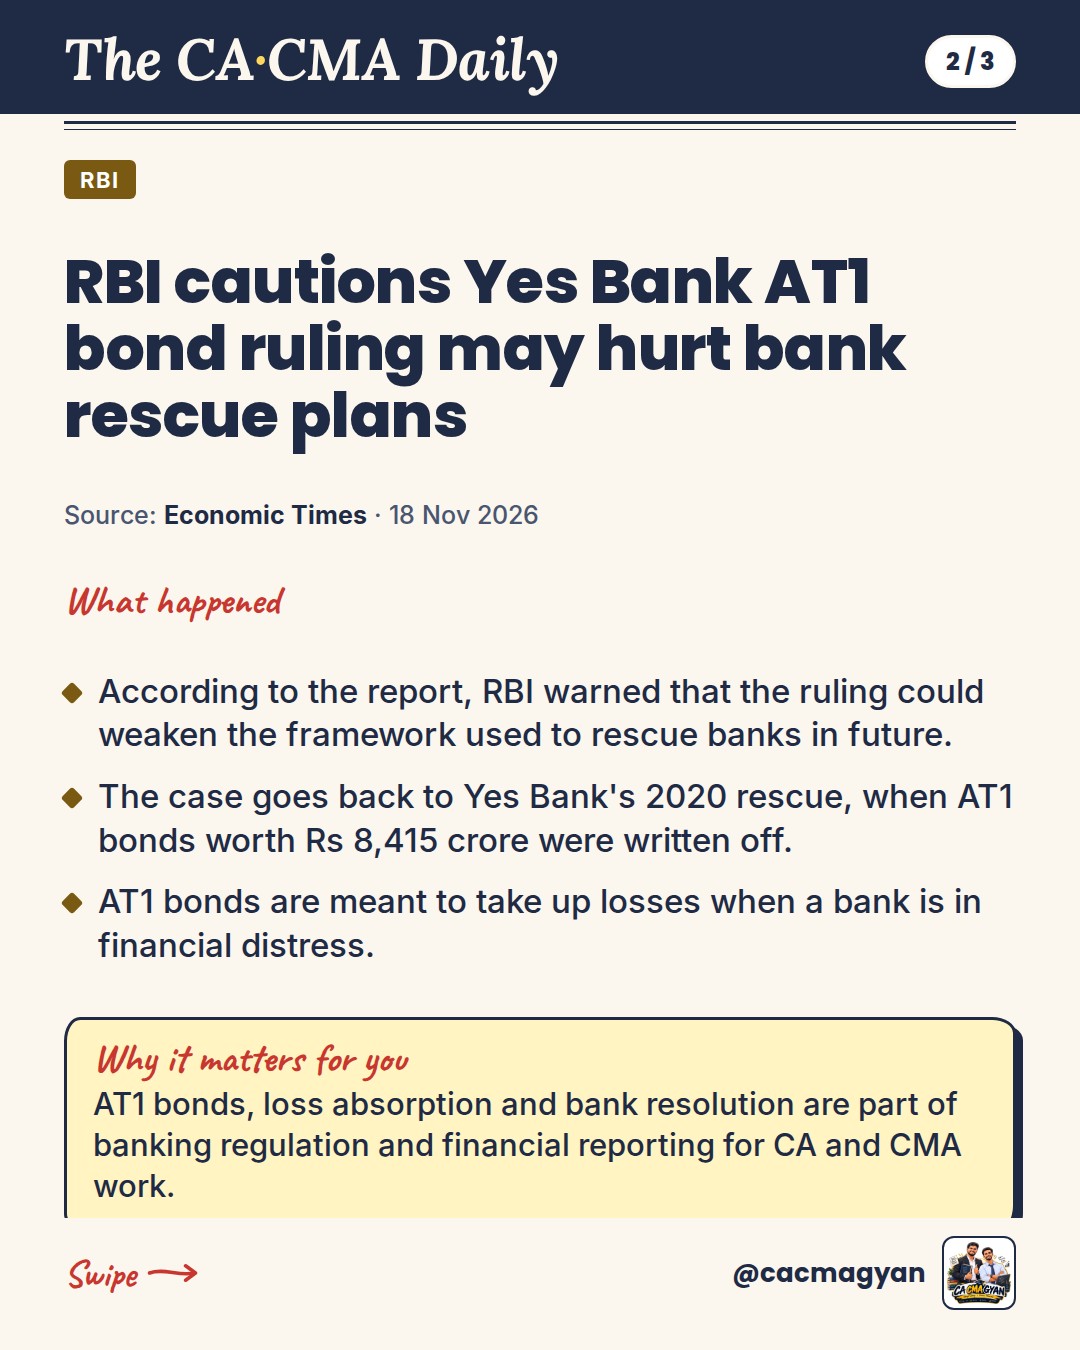 The CA·CMA Daily
2/3
RBI
RBI cautions Yes Bank AT1
bond ruling may hurt bank
rescue plans
Source: Economic Times · 18 Nov 2026
What happened
According to the report, RBI warned that the ruling could
weaken the framework used to rescue banks in future.
The case goes back to Yes Bank's 2020 rescue, when AT1
bonds worth Rs 8,415 crore were written off.
AT1 bonds are meant to take up losses when a bank is in
financial distress.
Why it matters for you
AT1 bonds, loss absorption and bank resolution are part of
banking regulation and financial reporting for CA and CMA
work.
Swipe
@cacmagyan
CA CMA GYAN